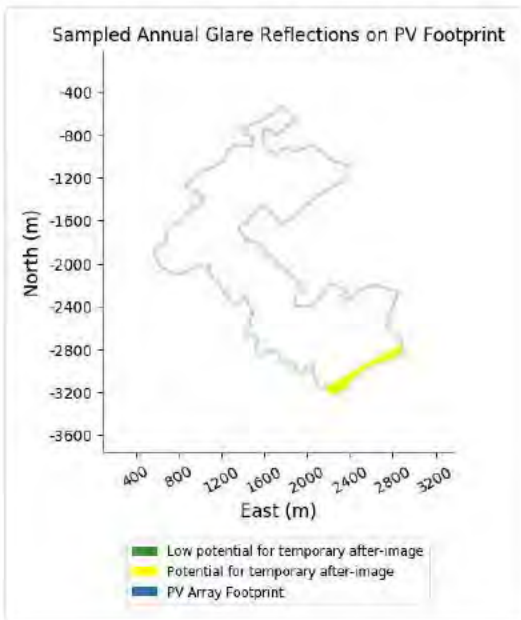 Sampled Annual Glare Reflections on PV Footprint
North (m)
-400
-800
-1200
-1600
-2000
-2400
-2800
-3200
-3600
400 800 1200 1600 2000 2400 2800 3200
East (m)
Low potential for temporary after-image
Potential for temporary after-image
PV Array Footprint